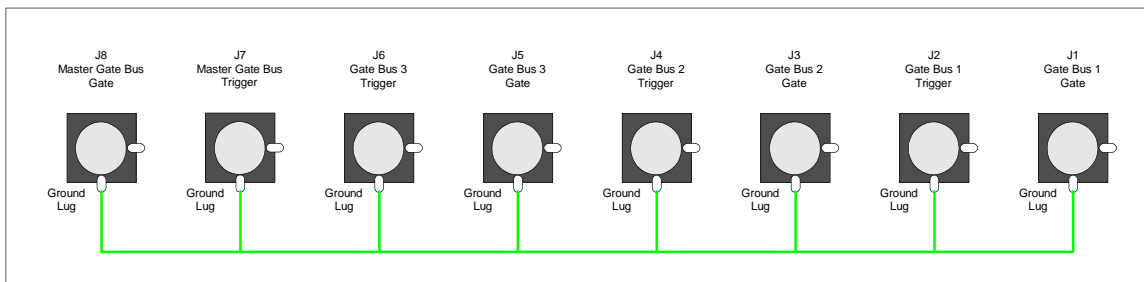 J8
Master Gate Bus
Gate
J7
Master Gate Bus
Trigger
J6
Gate Bus 3
Trigger
J5
Gate Bus 3
Gate
J4
Gate Bus 2
Trigger
J3
Gate Bus 2
Gate
J2
Gate Bus 1
Trigger
J1
Gate Bus 1
Gate
Ground
Lug
Ground
Lug
Ground
Lug
Ground
Lug
Ground
Lug
Ground
Lug
Ground
Lug
Ground
Lug